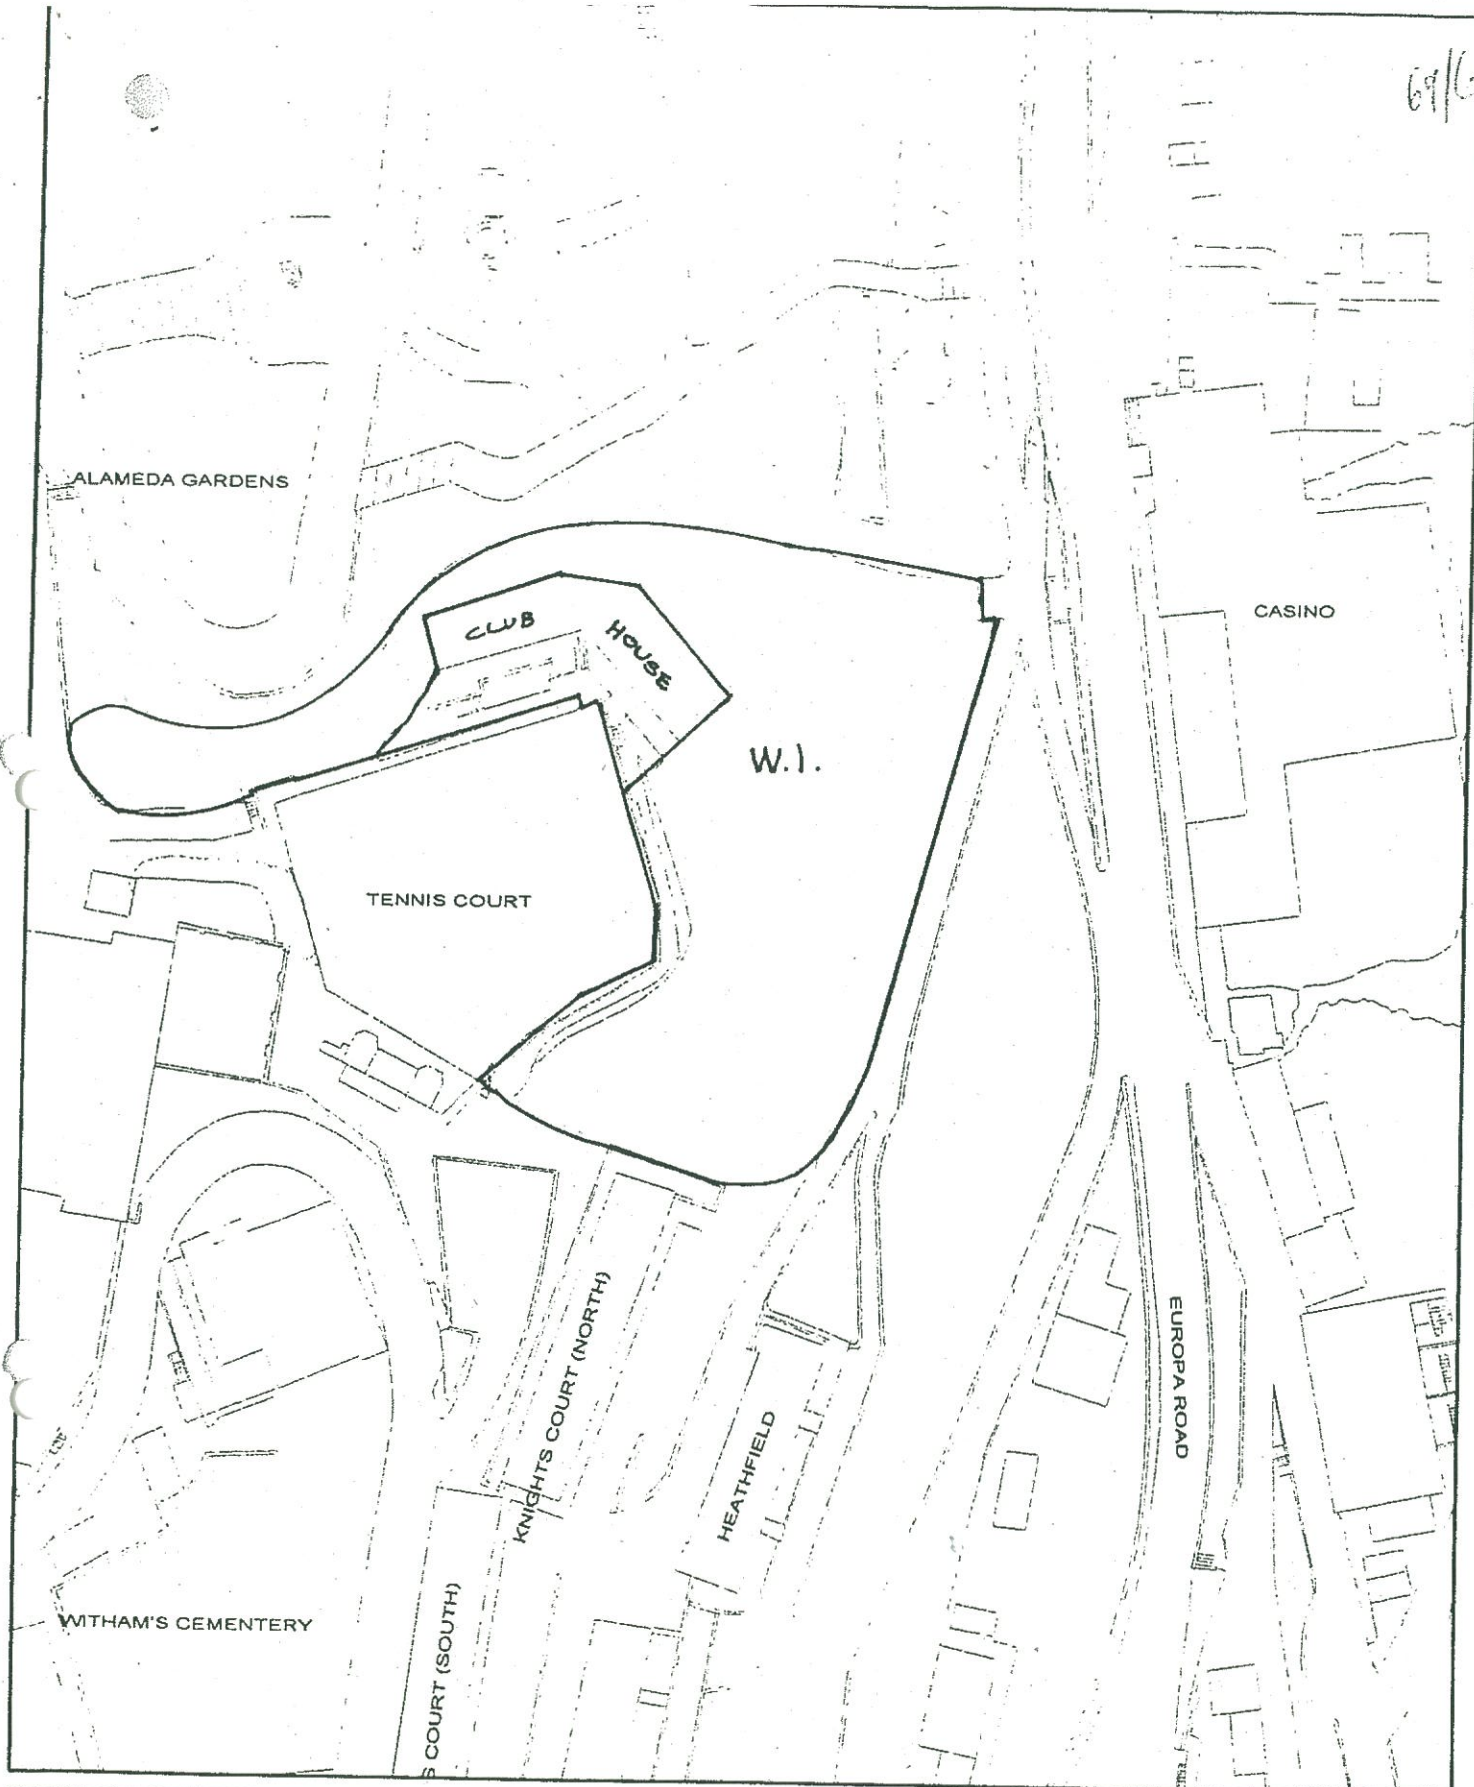 ALAMEDA GARDENS
CASINO
CLUB
HOUSE
W.I.
TENNIS COURT
KNIGHTS COURT (NORTH)
HEATHFIELD
EUROPA ROAD
WITHAM'S CEMENTERY
S COURT (SOUTH)